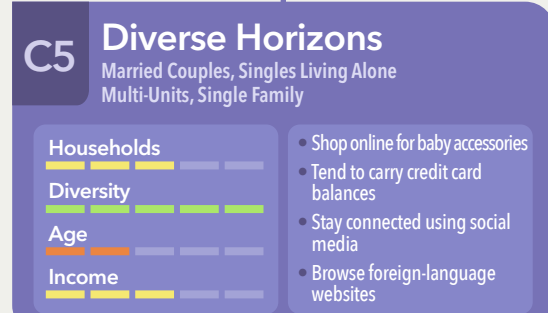 C5
Diverse Horizons
Married Couples, Singles Living Alone
Multi-Units, Single Family
Households
Diversity
Age
Income
• Shop online for baby accessories
• Tend to carry credit card
balances
• Stay connected using social
media
• Browse foreign-language
websites